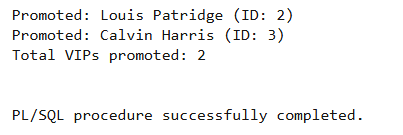 Promoted: Louis Patridge (ID: 2)
Promoted: Calvin Harris (ID: 3)
Total VIPs promoted: 2
PL/SQL procedure successfully completed.